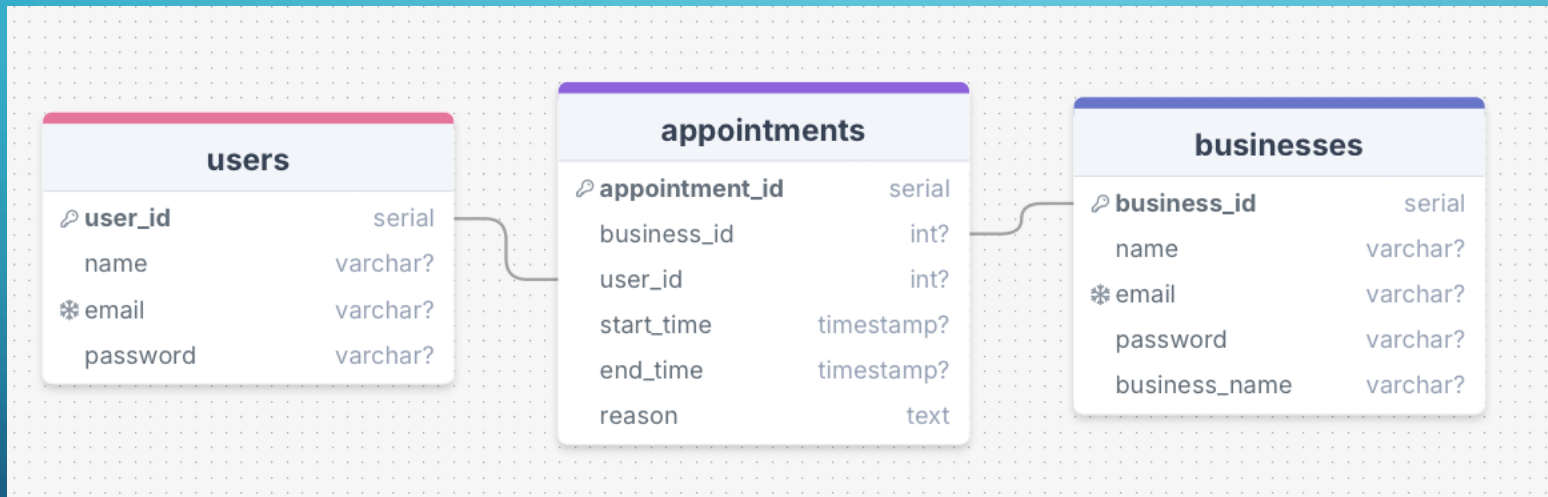 users
user_id serial
name varchar?
email varchar?
password varchar?
appointments
appointment_id serial
business_id int?
user_id int?
start_time timestamp?
end_time timestamp?
reason text
businesses
business_id serial
name varchar?
email varchar?
password varchar?
business_name varchar?